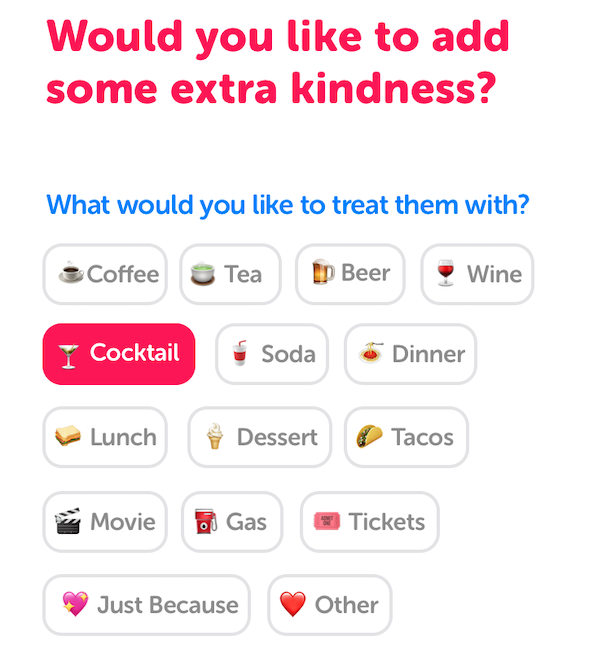 Would you like to add
some extra kindness?
What would you like to treat them with?
Coffee Tea Beer Wine
Cocktail Soda Dinner
Lunch Dessert Tacos
Movie Gas Tickets
Just Because Other